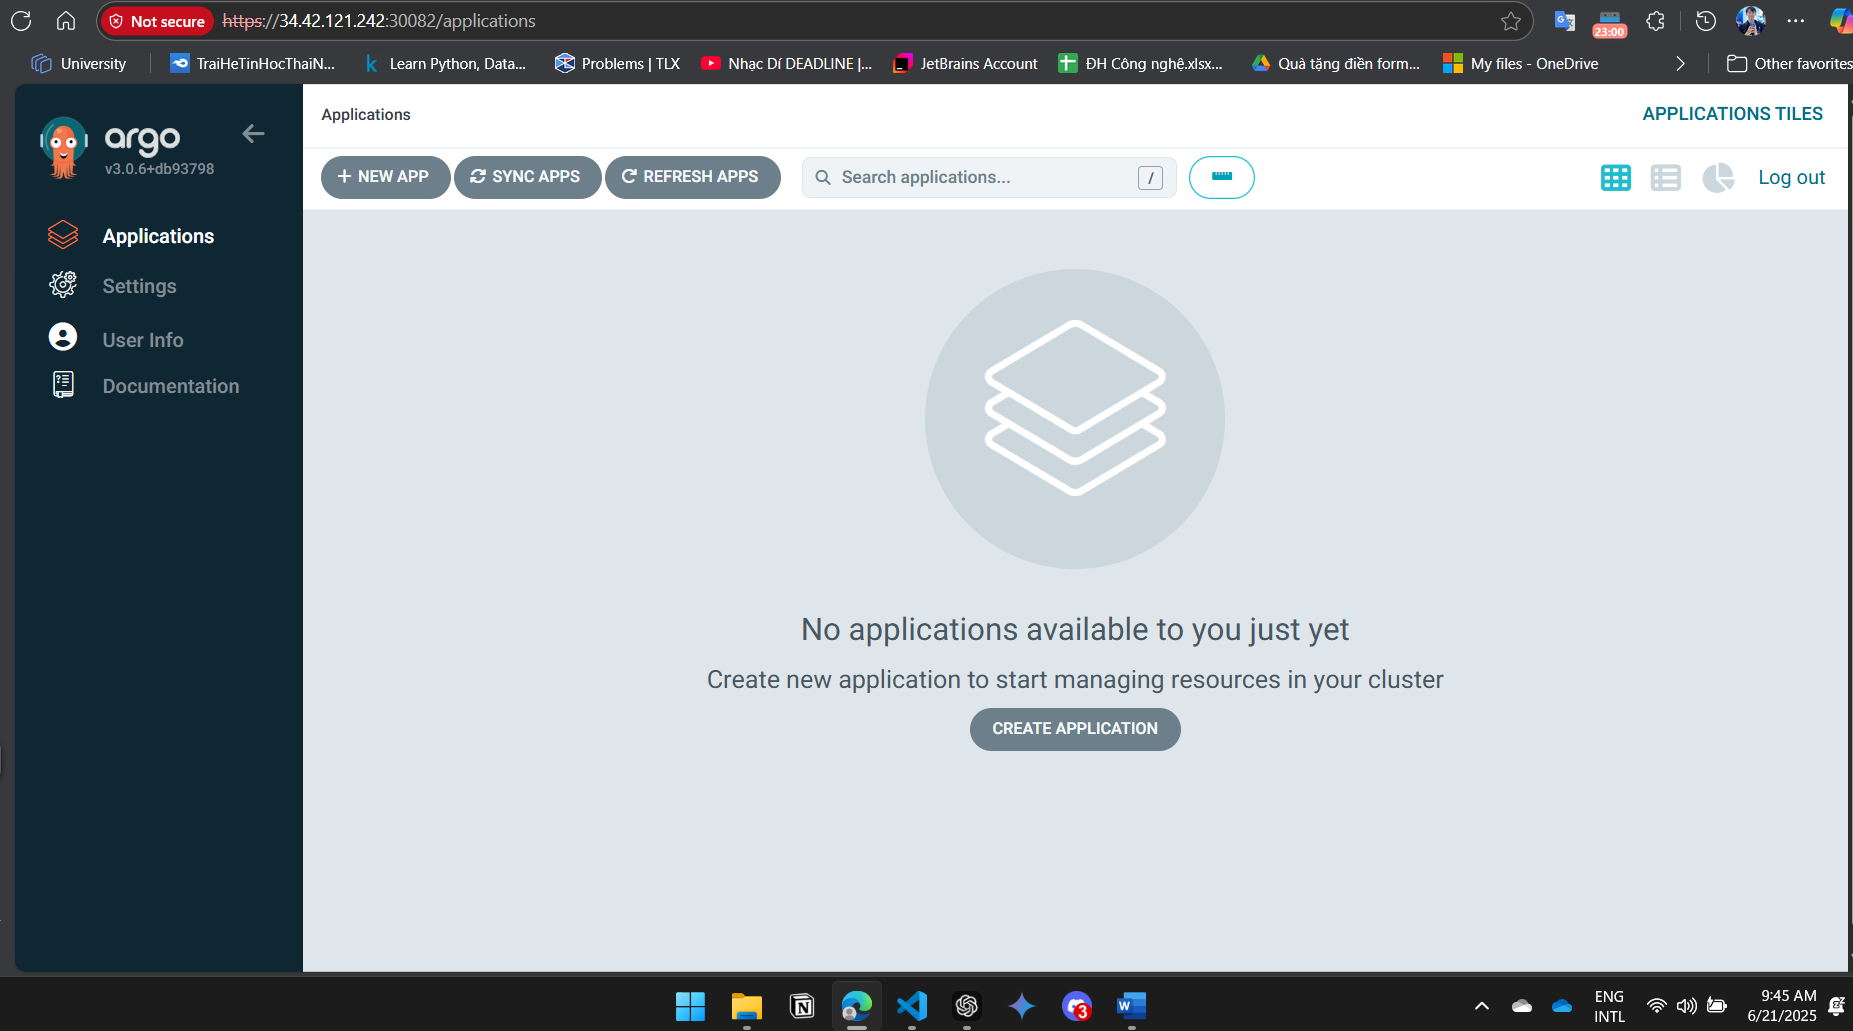 Not secure https://34.42.121.242:30082/applications
23:00
University TraiHeTinHocThaiN... Learn Python, Data... Problems | TLX Nhạc Dí DEADLINE |... JetBrains Account ĐH Công nghệ.xlsx... Quà tặng điền form... My files - OneDrive Other favorites
argo
v3.0.6+db93798
Applications
Settings
User Info
Documentation
Applications APPLICATIONS TILES
NEW APP SYNC APPS REFRESH APPS Search applications... / Log out
No applications available to you just yet
Create new application to start managing resources in your cluster
CREATE APPLICATION
3
ENG
INTL
9:45 AM
6/21/2025